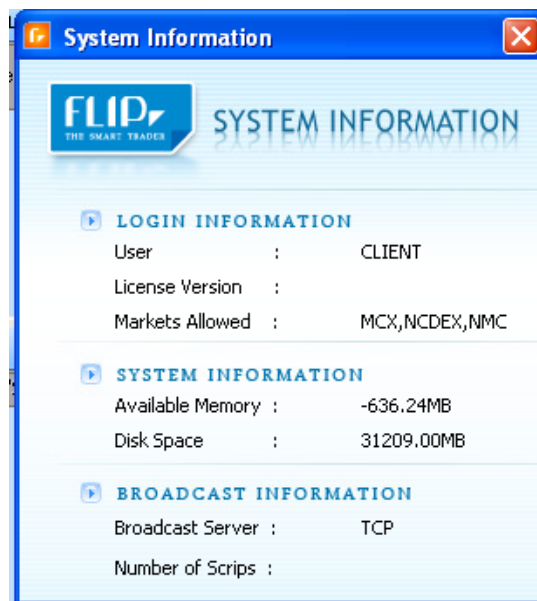 System Information
FLIP
THE SMART TRADER
SYSTEM INFORMATION
LOGIN INFORMATION
User : CLIENT
License Version :
Markets Allowed : MCX,NCDEX,NMC
SYSTEM INFORMATION
Available Memory : -636.24MB
Disk Space : 31209.00MB
BROADCAST INFORMATION
Broadcast Server : TCP
Number of Scrips :